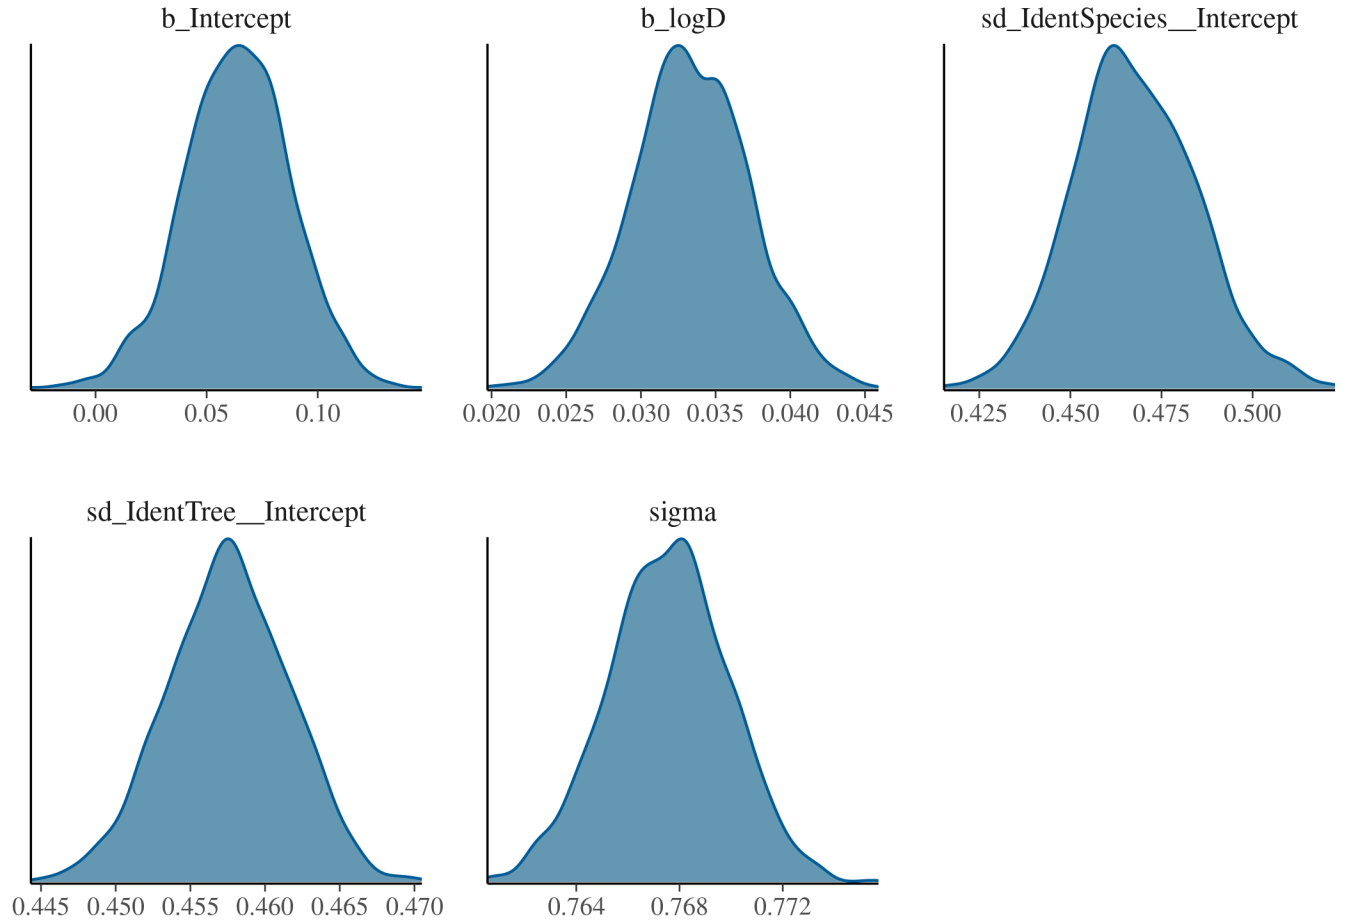 b_Intercept
b_logD
sd_IdentSpecies__Intercept
0.00 0.05 0.10
0.020 0.025 0.030 0.035 0.040 0.045
0.425 0.450 0.475 0.500
sd_IdentTree__Intercept
sigma
0.445 0.450 0.455 0.460 0.465 0.470
0.764 0.768 0.772